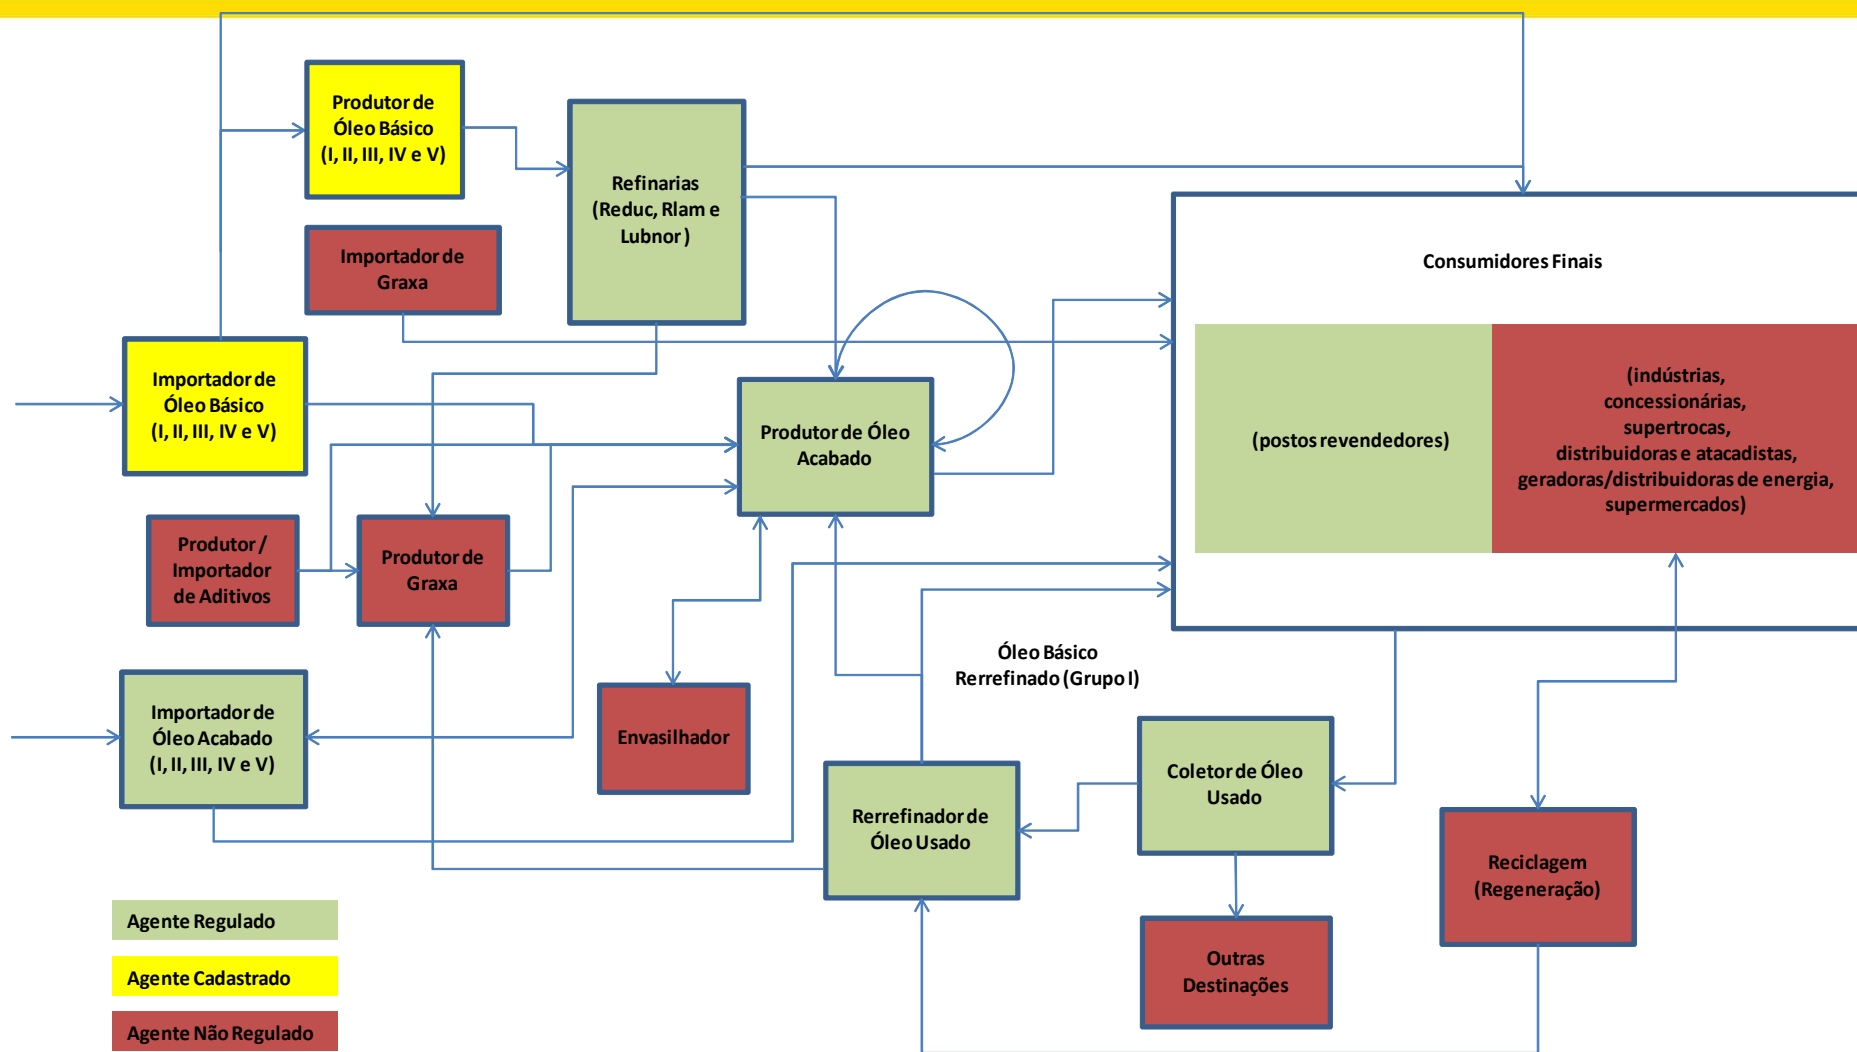 Produtor de
Óleo Básico
(I, II, III, IV e V)
Refinarias
(Reduc, Rlam e
Lubnor )
Importador de
Graxa
Consumidores Finais
Importador de
Óleo Básico
(I, II, III, IV e V)
Produtor de Óleo
Acabado
(postos revendedores)
(indústrias,
concessionárias,
supertrocas,
distribuidoras e atacadistas,
geradoras/distribuidoras de energia,
supermercados)
Produtor /
Importador
de Aditivos
Produtor de
Graxa
Óleo Básico
Rerrefinado (Grupo I)
Importador de
Óleo Acabado
(I, II, III, IV e V)
Envasilhador
Coletor de Óleo
Usado
Rerrefinador de
Óleo Usado
Reciclagem
(Regeneração)
Outras
Destinações
Agente Regulado
Agente Cadastrado
Agente Não Regulado